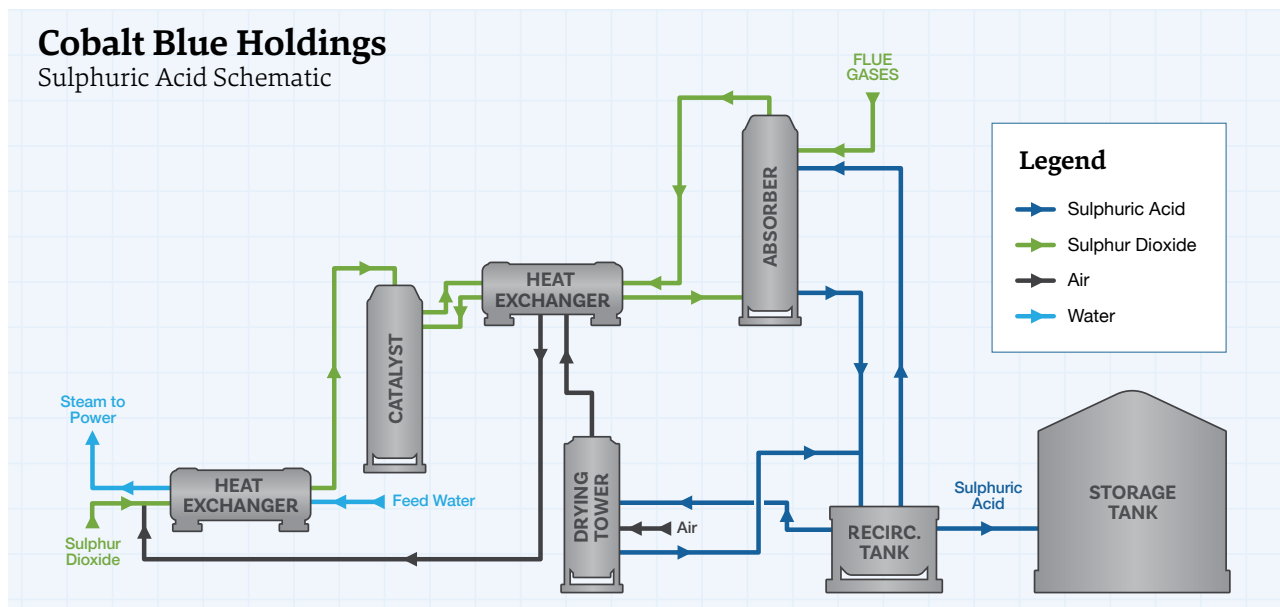 Cobalt Blue Holdings
Sulphuric Acid Schematic
FLUE
GASES
Legend
Sulphuric Acid
Sulphur Dioxide
Air
Water
ABSORBER
HEAT
EXCHANGER
CATALYST
Steam to
Power
HEAT
EXCHANGER
Feed Water
Sulphur
Dioxide
DRYING
TOWER
Air
RECIRC.
TANK
Sulphuric
Acid
STORAGE
TANK